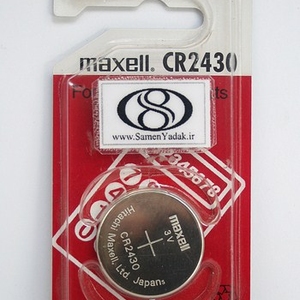 maxell. CR2430
www.SamenYadak.ir
maxell
3V
CR2430
Hitachi Maxell, Ltd. Japan